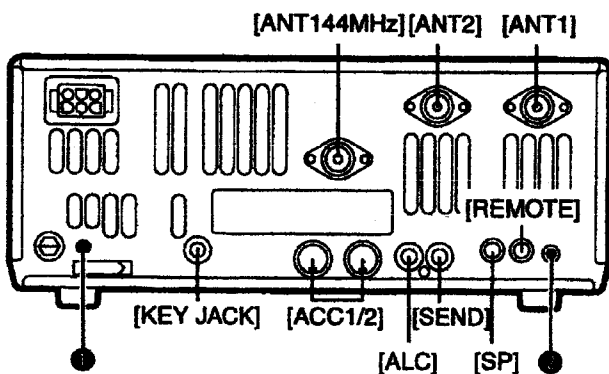 [ANT144MHz] [ANT2] [ANT1]
[REMOTE]
[KEY JACK] [ACC1/2] [SEND]
[ALC] [SP]